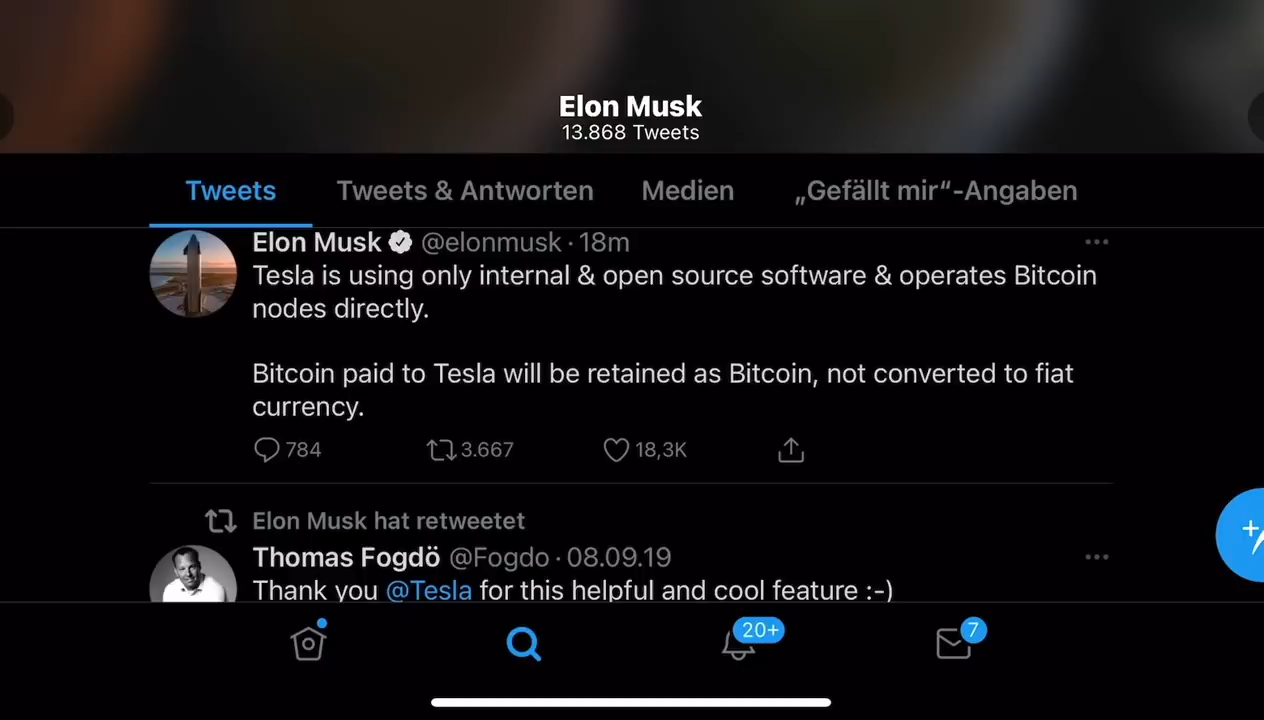 Elon Musk
13.868 Tweets
Tweets
Tweets & Antworten
Medien
„Gefällt mir“-Angaben
Elon Musk @elonmusk · 18m
Tesla is using only internal & open source software & operates Bitcoin
nodes directly.
Bitcoin paid to Tesla will be retained as Bitcoin, not converted to fiat
currency.
784
3.667
18,3K
Elon Musk hat retweetet
Thomas Fogdö @Fogdo · 08.09.19
Thank you @Tesla for this helpful and cool feature :-)
20+
7